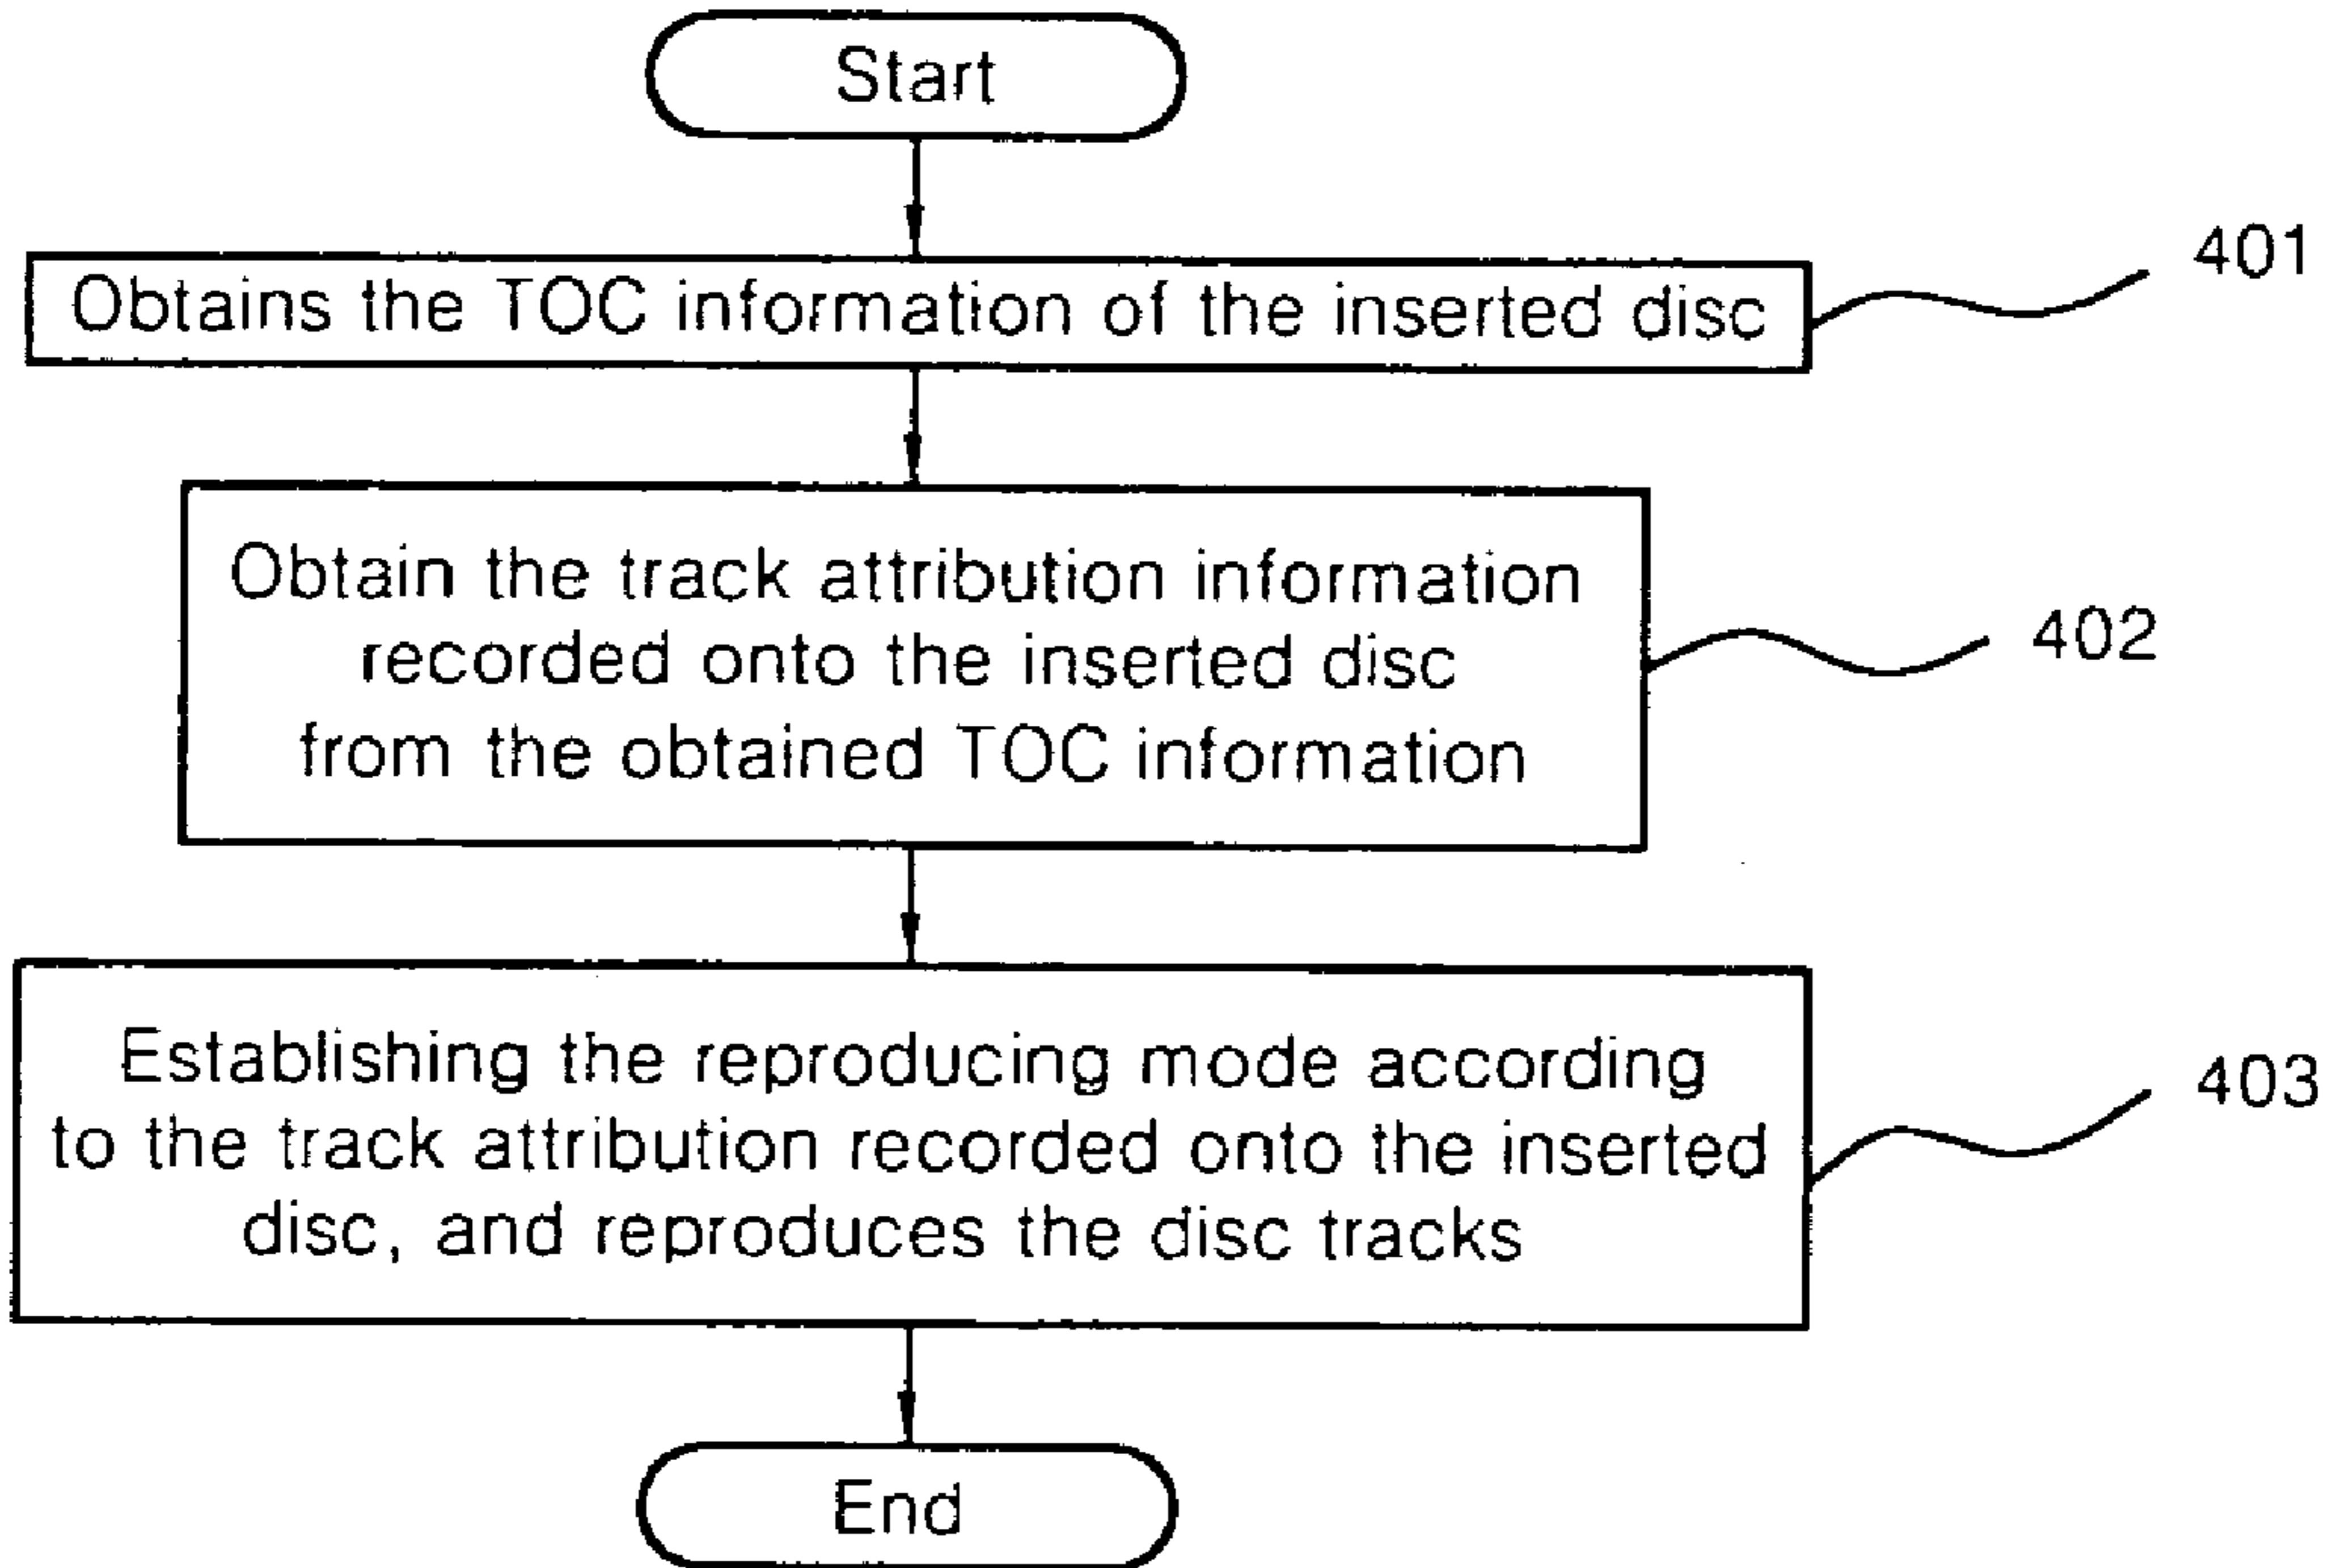 Start
Obtains the TOC information of the inserted disc
401
Obtain the track attribution information
recorded onto the inserted disc
from the obtained TOC information
402
Establishing the reproducing mode according
to the track attribution recorded onto the inserted
disc, and reproduces the disc tracks
403
End